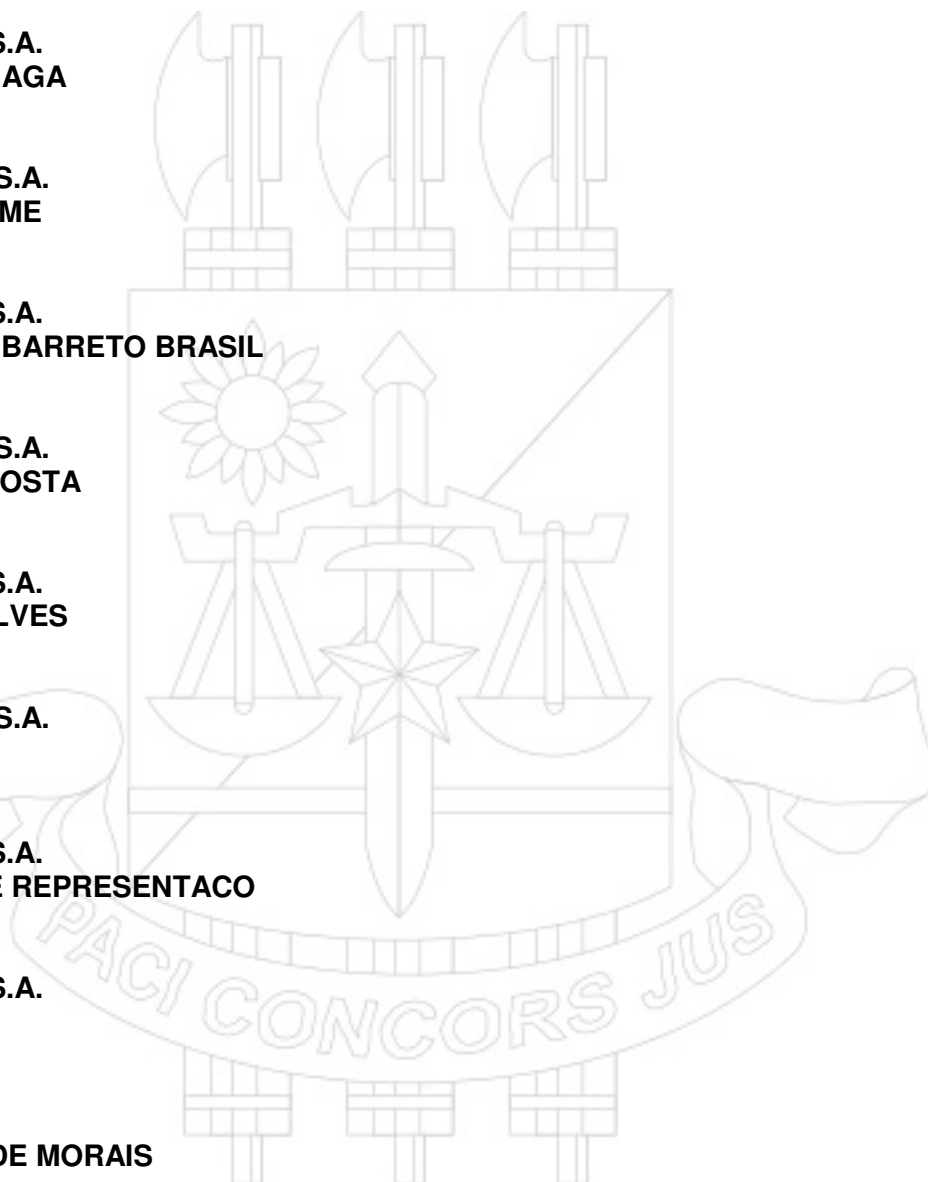 S.A.
AGA
S.A.
ME
S.A.
BARRETO BRASIL
S.A.
OSTA
S.A.
LVES
S.A.
S.A.
E REPRESENTACO
PACI CONCORS JUS
S.A.
DE MORAIS